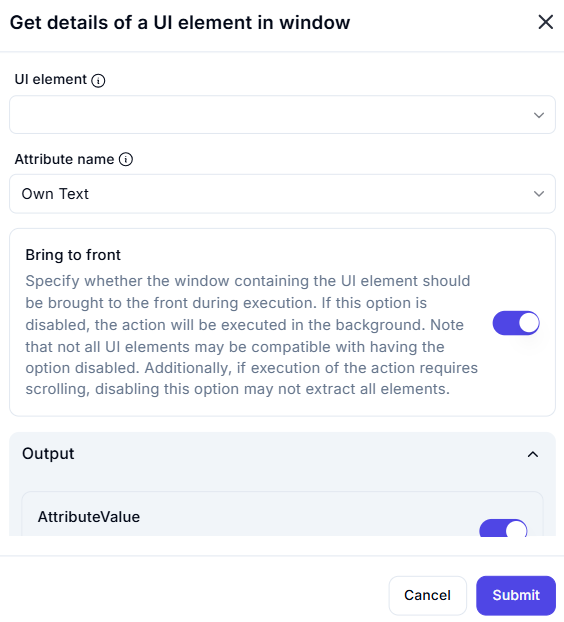 Get details of a UI element in window
UI element
Attribute name
Own Text
Bring to front
Specify whether the window containing the UI element should
be brought to the front during execution. If this option is
disabled, the action will be executed in the background. Note
that not all UI elements may be compatible with having the
option disabled. Additionally, if execution of the action requires
scrolling, disabling this option may not extract all elements.
Output
AttributeValue
Cancel
Submit